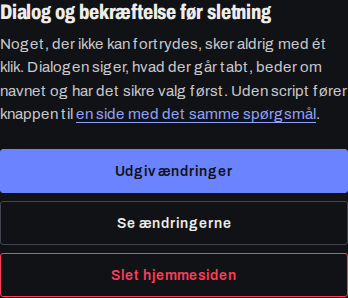 Dialog og bekræftelse før sletning
Noget, der ikke kan fortrydes, sker aldrig med ét
klik. Dialogen siger, hvad der går tabt, beder om
navnet og har det sikre valg først. Uden script fører
knappen til en side med det samme spørgsmål.
Udgiv ændringer
Se ændringerne
Slet hjemmesiden